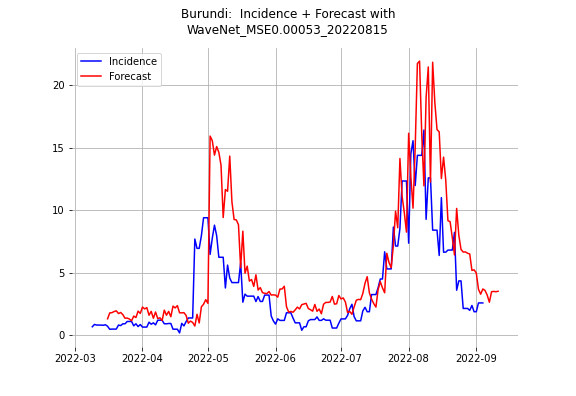 Burundi:  Incidence + Forecast with
WaveNet_MSE0.00053_20220815
Incidence
Forecast
20
15
10
5
0
2022-03 2022-04 2022-05 2022-06 2022-07 2022-08 2022-09